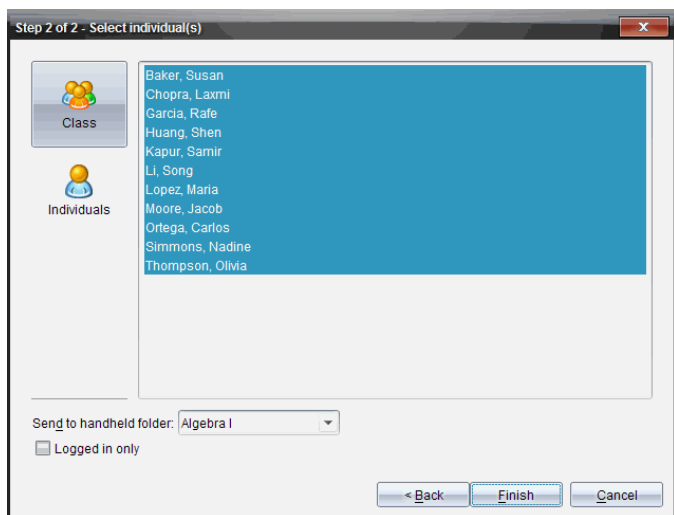 Step 2 of 2 - Select individual(s)
Class
Individuals
Baker, Susan
Chopra, Laxmi
Garcia, Rafe
Huang, Shen
Kapur, Samir
Li, Song
Lopez, Maria
Moore, Jacob
Ortega, Carlos
Simmons, Nadine
Thompson, Olivia
Send to handheld folder: Algebra I
Logged in only
< Back Finish Cancel